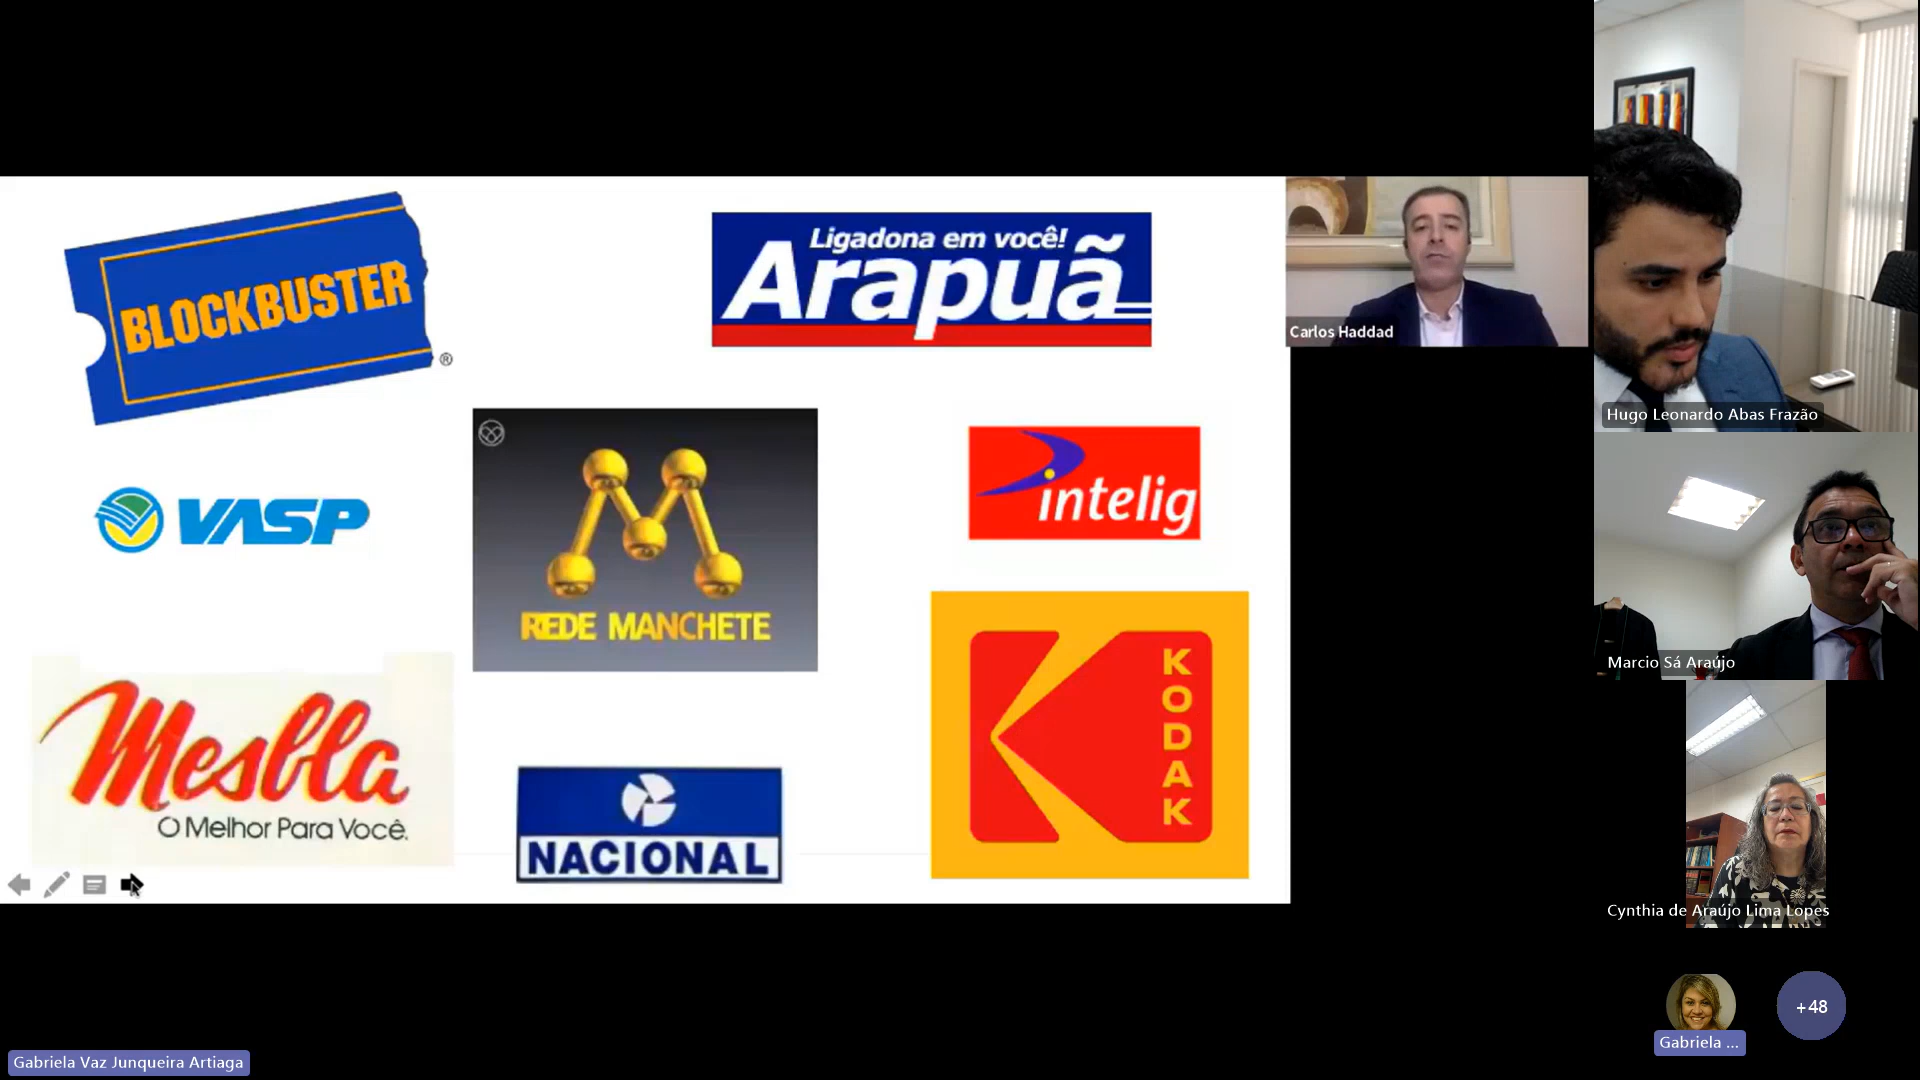 BLOCKBUSTER
®
Ligadona em você!
Arapuã
Carlos Haddad
Hugo Leonardo Abas Frazão
VASP
REDE MANCHETE
intelig
KODAK
Marcio Sá Araújo
Mesbla
O Melhor Para Você.
NACIONAL
Cynthia de Araújo Lima Lopes
+48
Gabriela ...
Gabriela Vaz Junqueira Artiaga